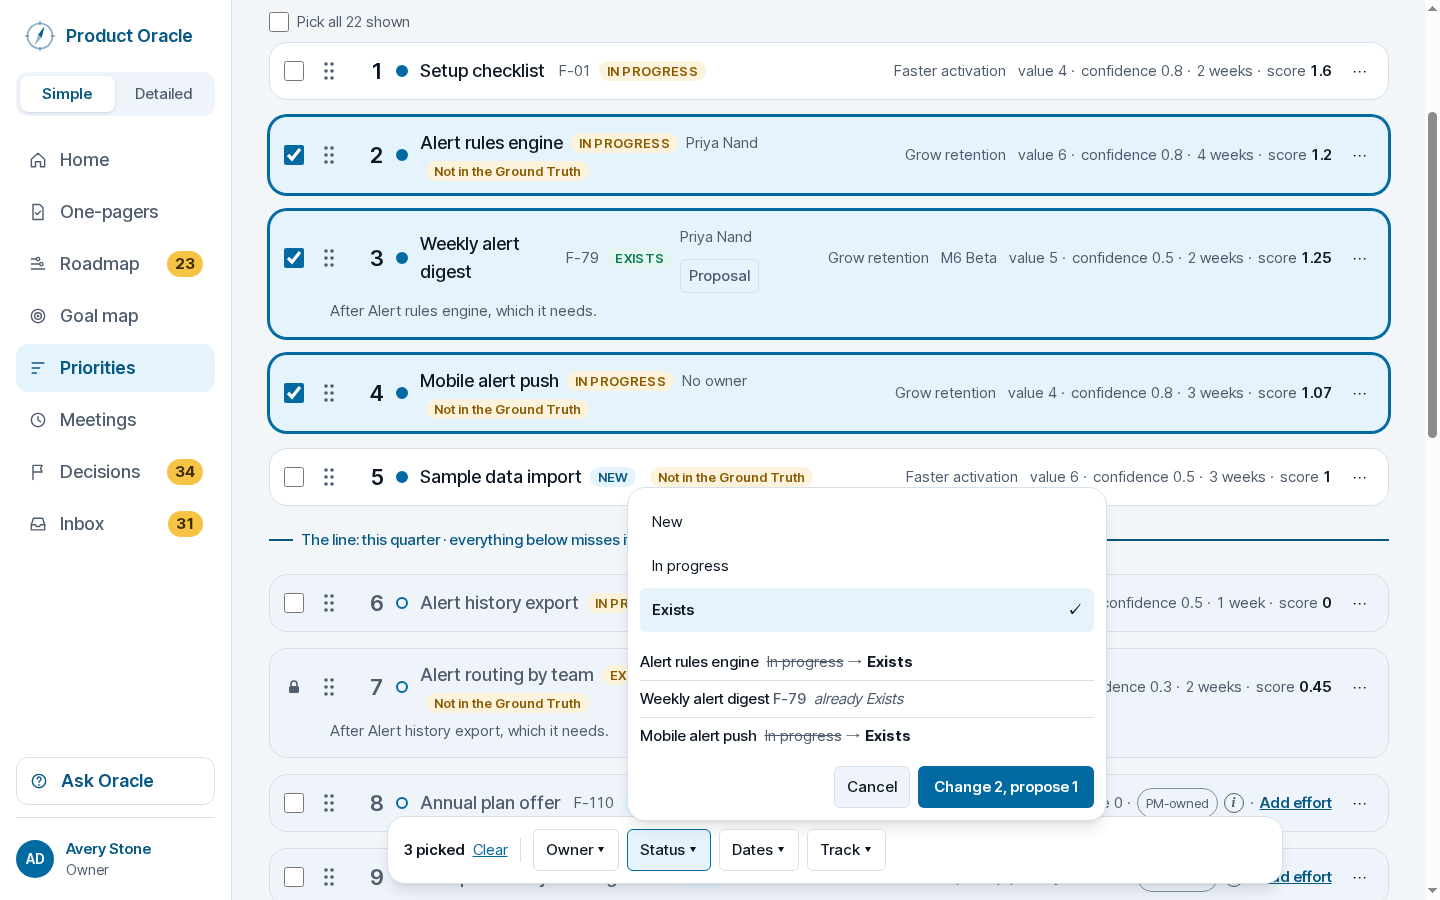 Product Oracle
Simple
Detailed
Home
One-pagers
Roadmap 23
Goal map
Priorities
Meetings
Decisions 34
Inbox 31
Ask Oracle
AD
Avery Stone
Owner
Pick all 22 shown
1 Setup checklist F-01 IN PROGRESS Faster activation value 4 · confidence 0.8 · 2 weeks · score 1.6 ...
2 Alert rules engine IN PROGRESS Priya Nand Grow retention value 6 · confidence 0.8 · 4 weeks · score 1.2 ...
Not in the Ground Truth
3 Weekly alert digest F-79 EXISTS Priya Nand Proposal Grow retention M6 Beta value 5 · confidence 0.5 · 2 weeks · score 1.25 ...
After Alert rules engine, which it needs.
4 Mobile alert push IN PROGRESS No owner Grow retention value 4 · confidence 0.8 · 3 weeks · score 1.07 ...
Not in the Ground Truth
5 Sample data import NEW Not in the Ground Truth Faster activation value 6 · confidence 0.5 · 3 weeks · score 1 ...
The line: this quarter · everything below misses
6 Alert history export confidence 0.5 · 1 week · score 0 ...
7 Alert routing by team 0.3 · 2 weeks · score 0.45 ...
Not in the Ground Truth
After Alert history export, which it needs.
8 Annual plan offer F-110 0 · PM-owned i · Add effort ...
9 effort ...
New
In progress
Exists ✓
Alert rules engine In progress → Exists
Weekly alert digest F-79 already Exists
Mobile alert push In progress → Exists
Cancel
Change 2, propose 1
3 picked Clear Owner ▾ Status ▾ Dates ▾ Track ▾